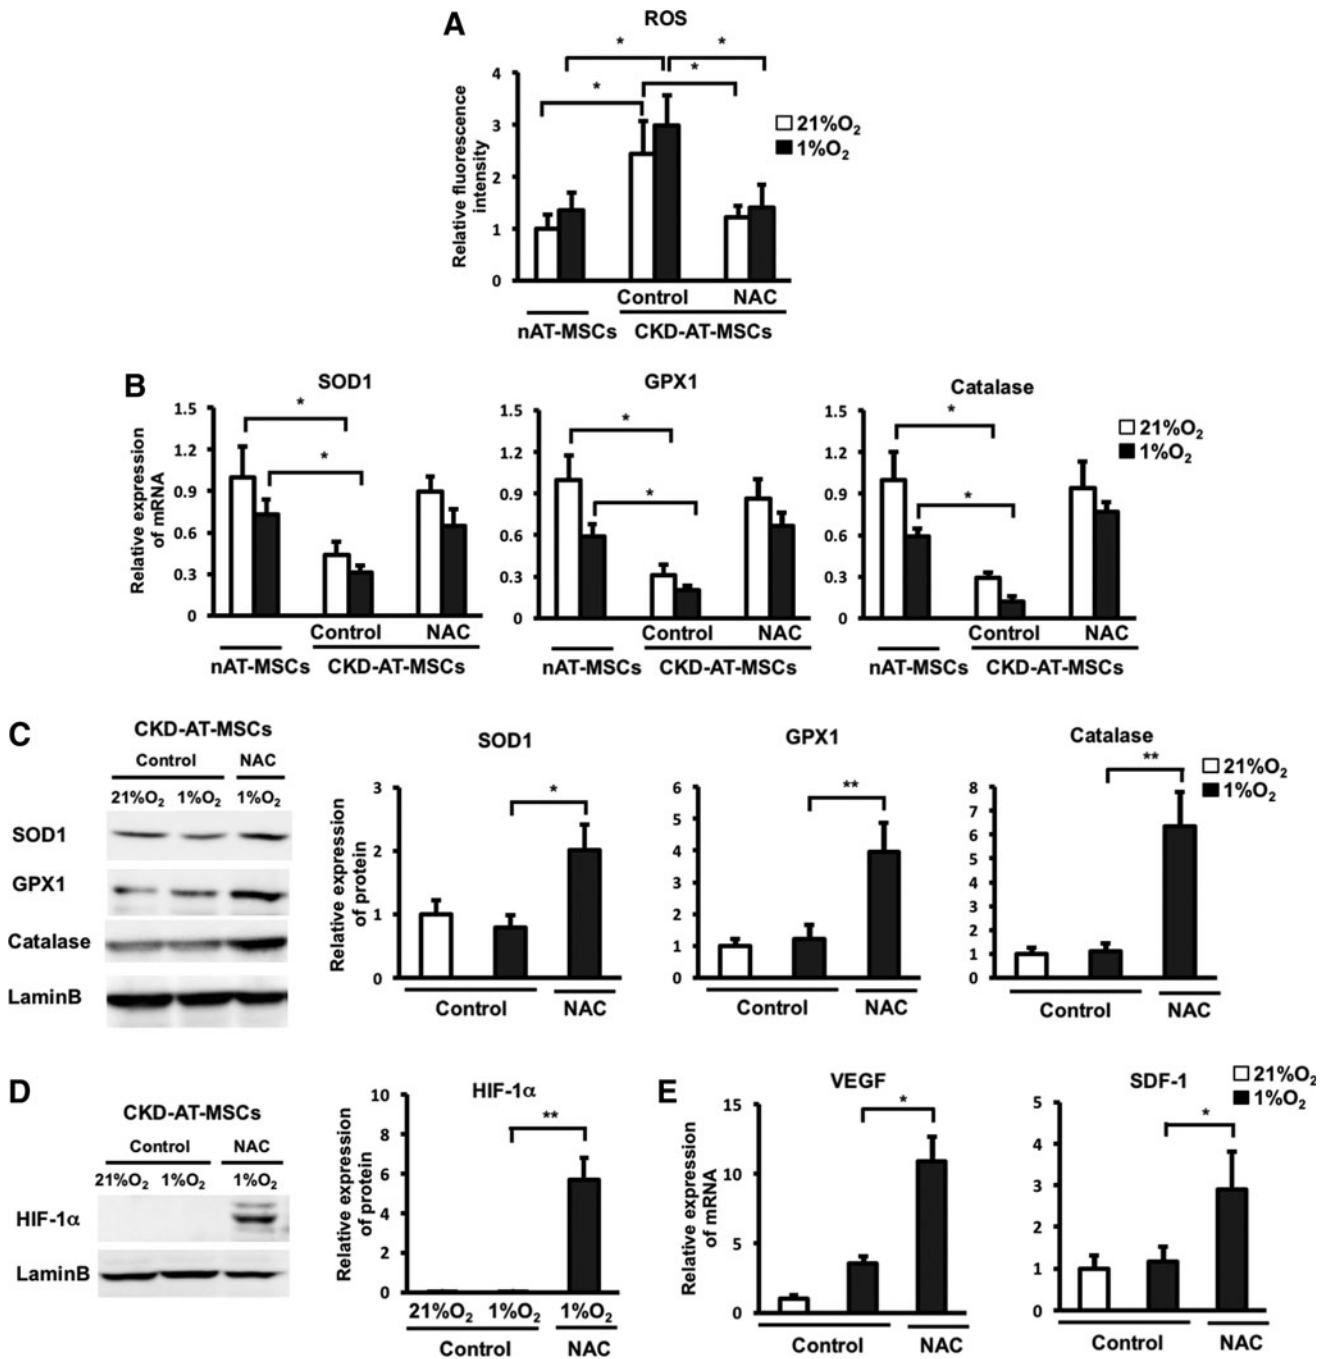 A
ROS
*
*
*
*
4
3
2
1
0
Relative fluorescence
intensity
21%O₂
1%O₂
Control
NAC
nAT-MSCs
CKD-AT-MSCs
B
SOD1
1.5
1.2
0.9
0.6
0.3
0
Relative expression
of mRNA
*
*
Control
NAC
nAT-MSCs
CKD-AT-MSCs
GPX1
1.5
1.2
0.9
0.6
0.3
0
*
*
Control
NAC
nAT-MSCs
CKD-AT-MSCs
Catalase
1.5
1.2
0.9
0.6
0.3
0
*
*
21%O₂
1%O₂
Control
NAC
nAT-MSCs
CKD-AT-MSCs
C
CKD-AT-MSCs
Control
NAC
21%O₂ 1%O₂ 1%O₂
SOD1
GPX1
Catalase
LaminB
SOD1
3
2
1
0
Relative expression
of protein
*
Control
NAC
GPX1
6
5
4
3
2
1
0
**
Control
NAC
Catalase
8
7
6
5
4
3
2
1
0
**
21%O₂
1%O₂
Control
NAC
D
CKD-AT-MSCs
Control
NAC
21%O₂ 1%O₂ 1%O₂
HIF-1α
LaminB
HIF-1α
10
8
6
4
2
0
Relative expression
of protein
**
21%O₂ 1%O₂ 1%O₂
Control
NAC
E
VEGF
15
10
5
0
Relative expression
of mRNA
*
Control
NAC
SDF-1
5
4
3
2
1
0
*
21%O₂
1%O₂
Control
NAC